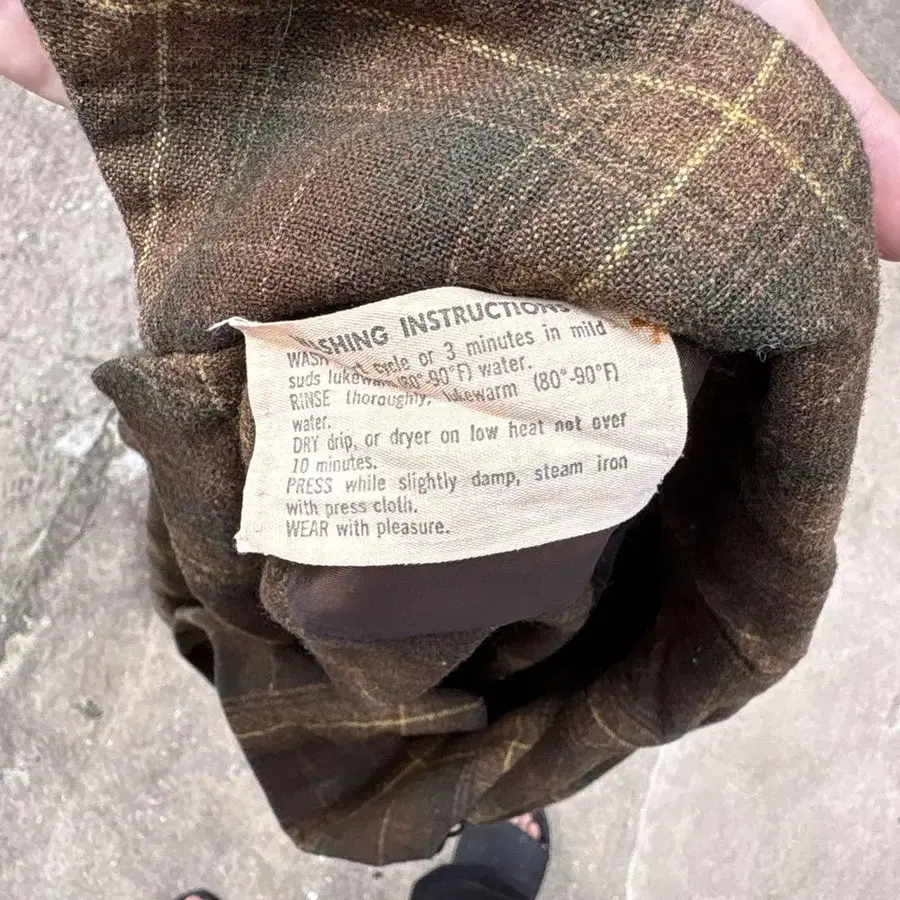 WASHING INSTRUCTIONS
WASH cycle or 3 minutes in mild
suds lukewarm (80°-90°F) water.
RINSE thoroughly, lukewarm (80°-90°F)
water.
DRY drip, or dryer on low heat not over
10 minutes.
PRESS while slightly damp, steam iron
with press cloth.
WEAR with pleasure.